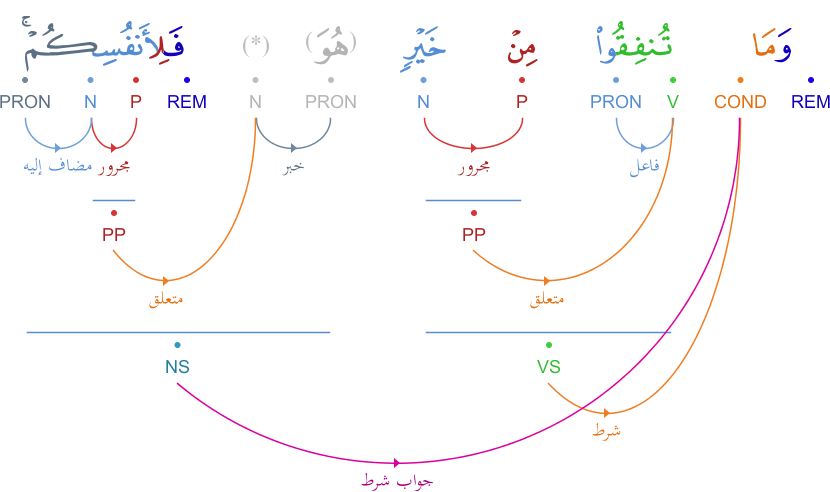 وَمَا تُنفِقُوا۟ مِنْ خَيْرٍ (هُوَ) (*) فَلِأَنفُسِكُمْ ۚ
REM COND V PRON P N PRON N REM P N PRON
فاعل مجرور خبر مجرور مضاف إليه
PP PP
متعلق متعلق
VS NS
شرط
جواب شرط